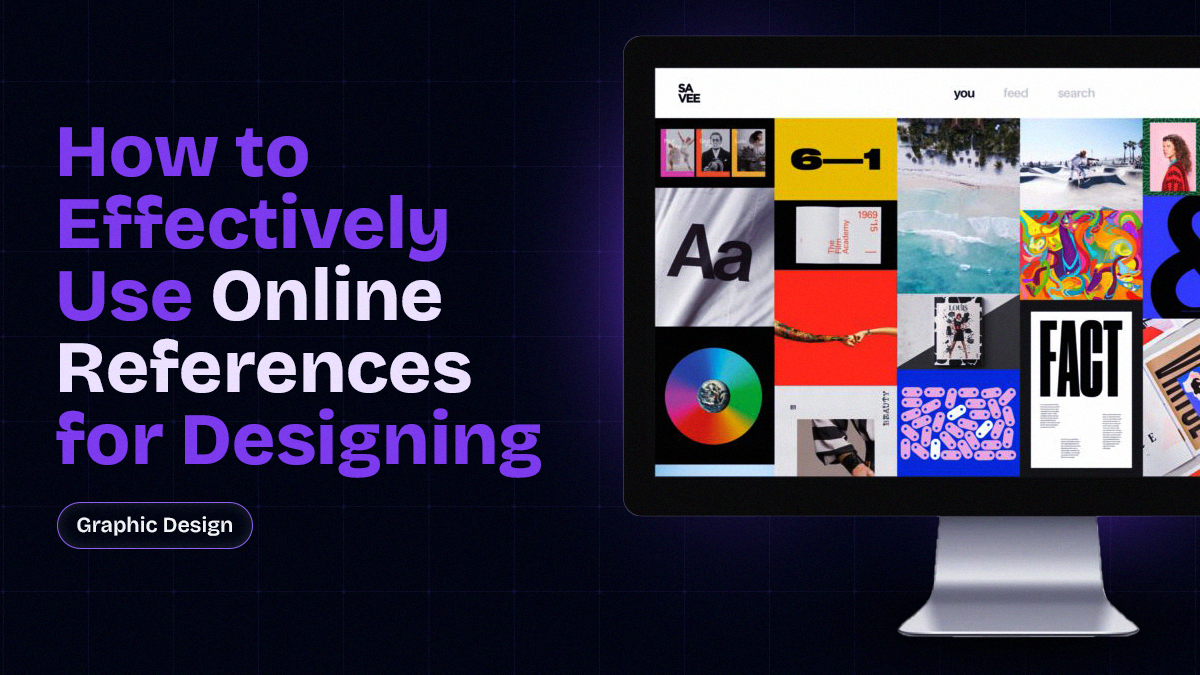 How to
Effectively
Use Online
References
for Designing
Graphic Design
SA
VEE
you feed search
6—1
Aa
1969
'15
The
Film
Academy
LOUIS
BEAUTY
FACT
&